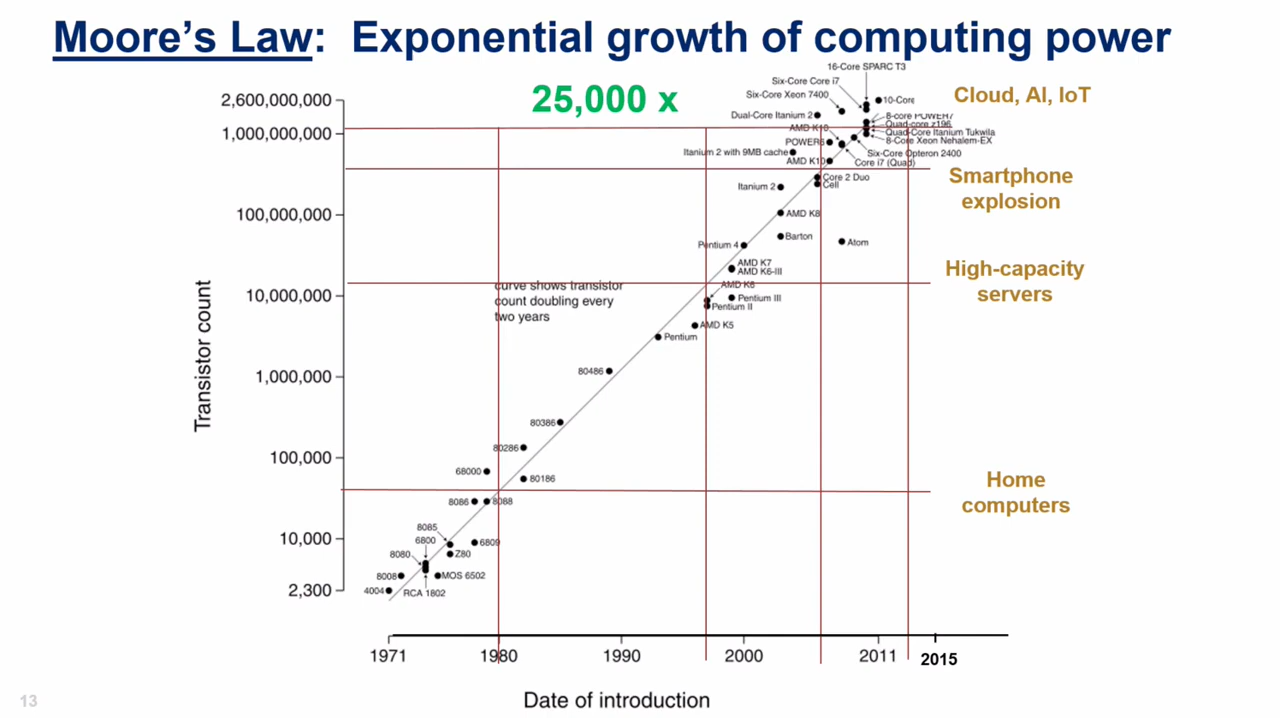 Moore's Law: Exponential growth of computing power
25,000 x
16-Core SPARC T3
Six-Core Core i7
Six-Core Xeon 7400
10-Core
Dual-Core Itanium 2
8-core POWER7
Quad-core z196
AMD K10
Quad-Core Itanium Tukwila
8-Core Xeon Nehalem-EX
POWER6
Itanium 2 with 9MB cache
Six-Core Opteron 2400
AMD K10
Core i7 (Quad)
Core 2 Duo
Cell
Itanium 2
AMD K8
Barton
Atom
Pentium 4
AMD K7
AMD K6-III
curve shows transistor
count doubling every
two years
AMD K6
Pentium III
Pentium II
AMD K5
Pentium
80486
80386
80286
68000
80186
8086
8088
8085
6800
6809
8080
Z80
8008
MOS 6502
4004
RCA 1802
Cloud, AI, IoT
Smartphone
explosion
High-capacity
servers
Home
computers
Transistor count
2,600,000,000
1,000,000,000
100,000,000
10,000,000
1,000,000
100,000
10,000
2,300
1971
1980
1990
2000
2011
2015
Date of introduction
13